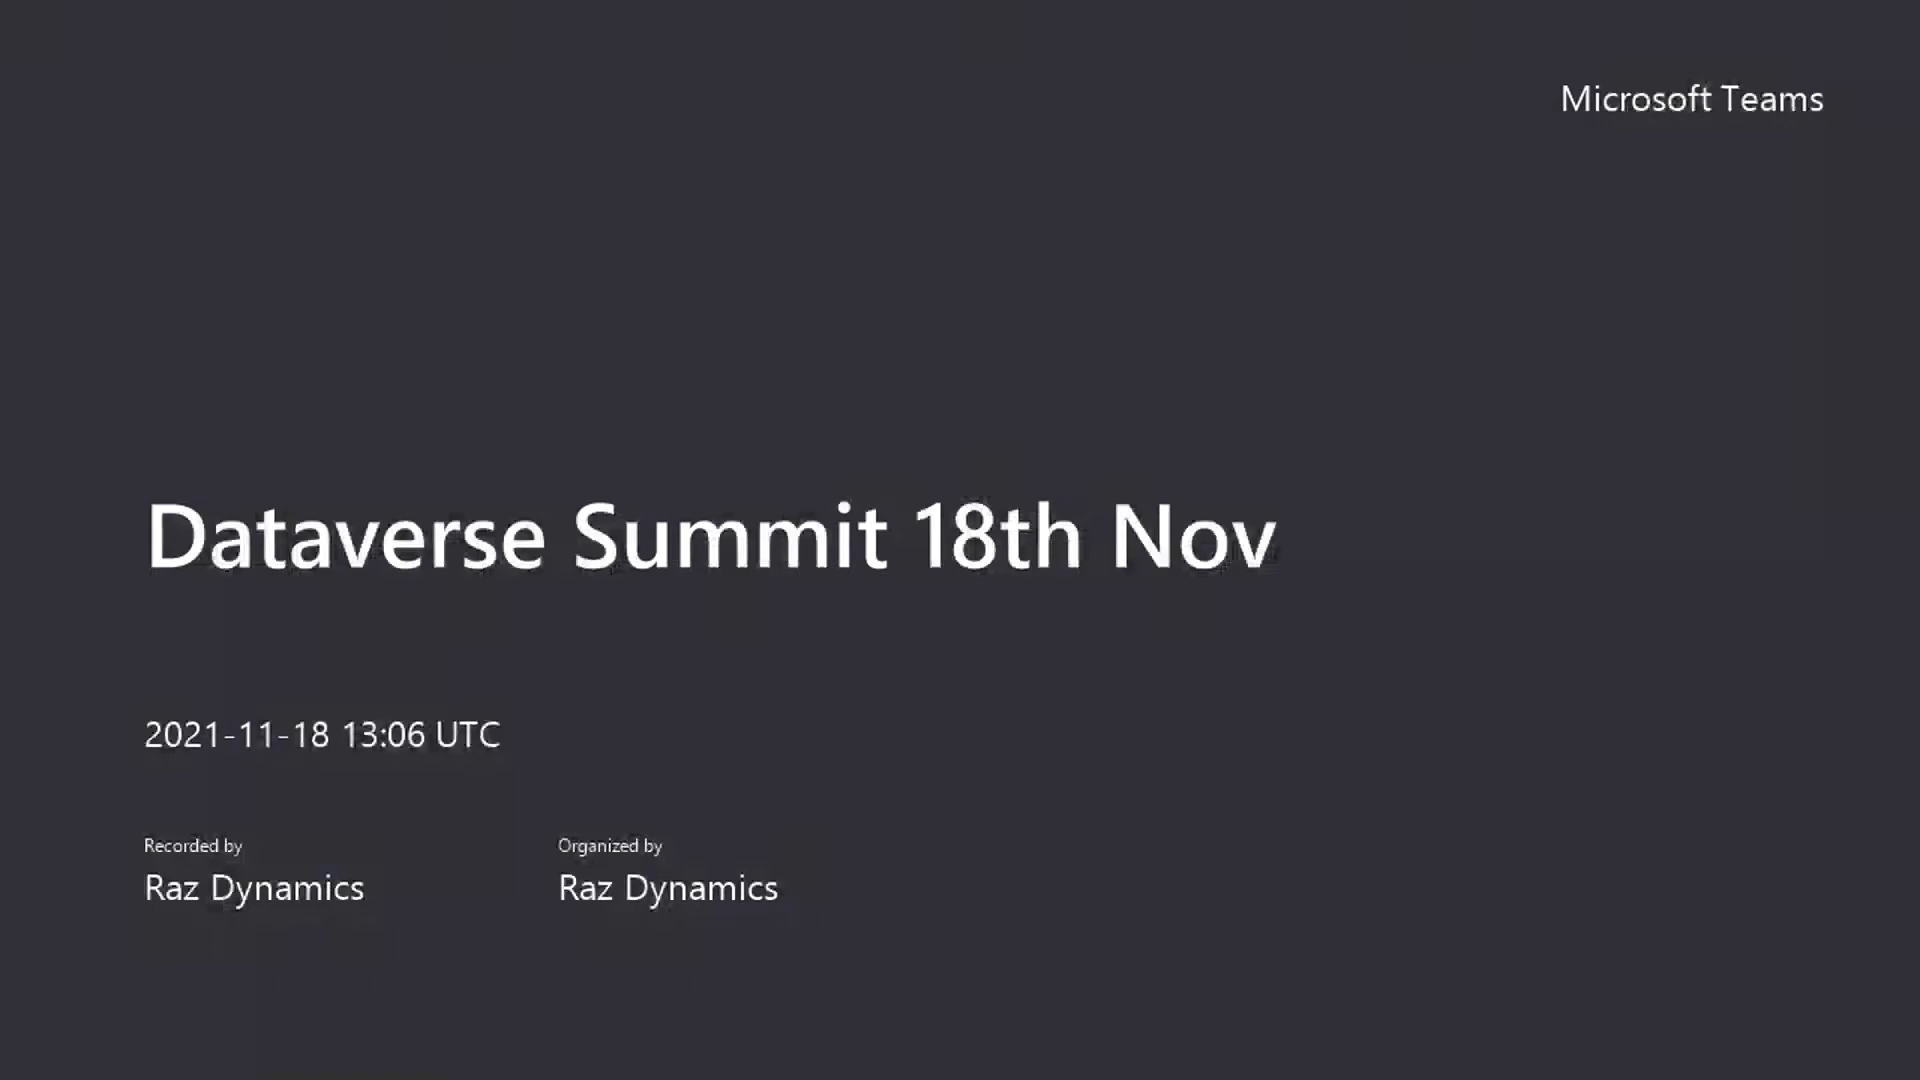 Microsoft Teams
Dataverse Summit 18th Nov
2021-11-18 13:06 UTC
Recorded by
Raz Dynamics
Organized by
Raz Dynamics